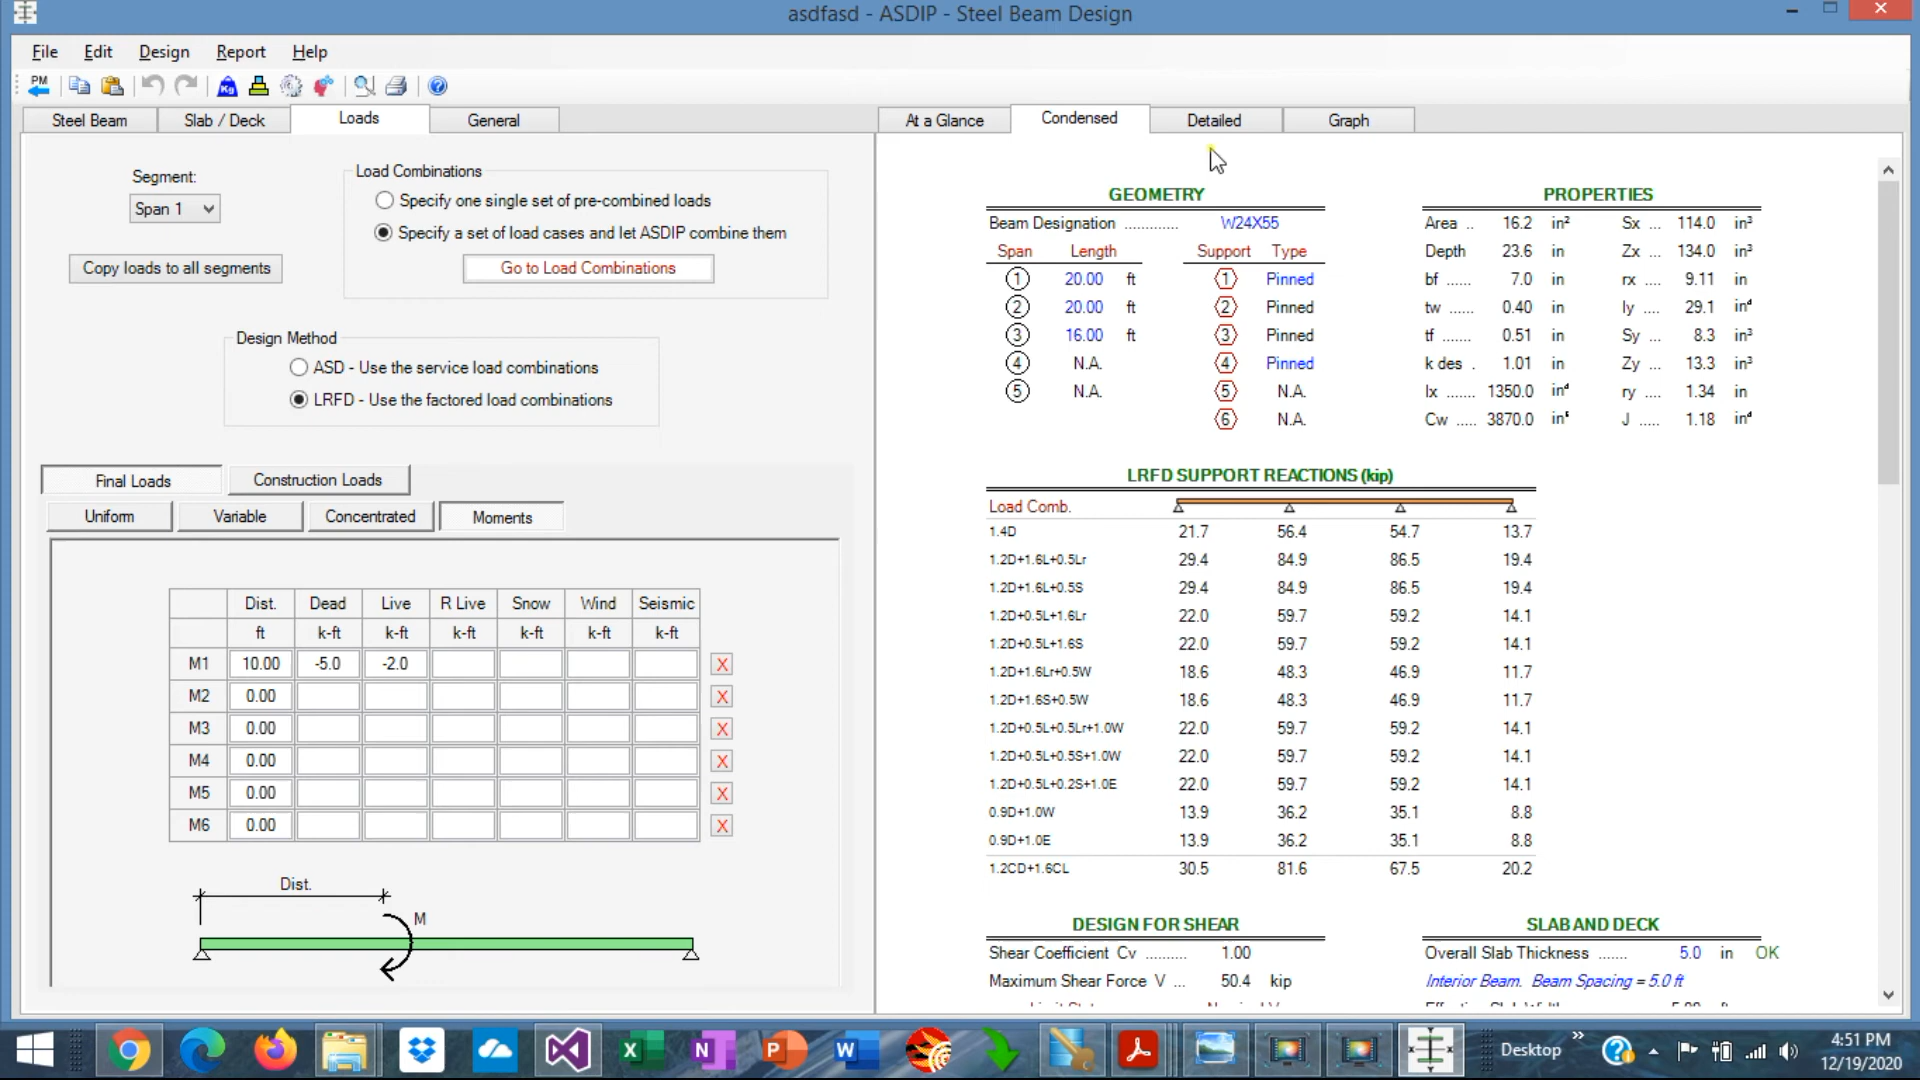 asdfasd - ASDIP - Steel Beam Design
File Edit Design Report Help
PM Kg
Steel Beam Slab / Deck Loads General
Segment:
Span 1
Copy loads to all segments
Load Combinations
Specify one single set of pre-combined loads
Specify a set of load cases and let ASDIP combine them
Go to Load Combinations
Design Method
ASD - Use the service load combinations
LRFD - Use the factored load combinations
Final Loads Construction Loads
Uniform Variable Concentrated Moments
Dist. Dead Live R Live Snow Wind Seismic
ft k-ft k-ft k-ft k-ft k-ft k-ft
M1 10.00 -5.0 -2.0 X
M2 0.00 X
M3 0.00 X
M4 0.00 X
M5 0.00 X
M6 0.00 X
Dist.
M
At a Glance Condensed Detailed Graph
GEOMETRY
Beam Designation ............ W24X55
Span Length Support Type
1 20.00 ft 1 Pinned
2 20.00 ft 2 Pinned
3 16.00 ft 3 Pinned
4 N.A. 4 Pinned
5 N.A. 5 N.A.
6 N.A.
PROPERTIES
Area .. 16.2 in² Sx ... 114.0 in³
Depth 23.6 in Zx ... 134.0 in³
bf ...... 7.0 in rx .... 9.11 in
tw ...... 0.40 in Iy .... 29.1 in⁴
tf ....... 0.51 in Sy .... 8.3 in³
k des . 1.01 in Zy .... 13.3 in³
Ix ....... 1350.0 in⁴ ry .... 1.34 in
Cw ..... 3870.0 in⁶ J ..... 1.18 in⁴
LRFD SUPPORT REACTIONS (kip)
Load Comb.
1.4D 21.7 56.4 54.7 13.7
1.2D+1.6L+0.5Lr 29.4 84.9 86.5 19.4
1.2D+1.6L+0.5S 29.4 84.9 86.5 19.4
1.2D+0.5L+1.6Lr 22.0 59.7 59.2 14.1
1.2D+0.5L+1.6S 22.0 59.7 59.2 14.1
1.2D+1.6Lr+0.5W 18.6 48.3 46.9 11.7
1.2D+1.6S+0.5W 18.6 48.3 46.9 11.7
1.2D+0.5L+0.5Lr+1.0W 22.0 59.7 59.2 14.1
1.2D+0.5L+0.5S+1.0W 22.0 59.7 59.2 14.1
1.2D+0.5L+0.2S+1.0E 22.0 59.7 59.2 14.1
0.9D+1.0W 13.9 36.2 35.1 8.8
0.9D+1.0E 13.9 36.2 35.1 8.8
1.2CD+1.6CL 30.5 81.6 67.5 20.2
DESIGN FOR SHEAR
Shear Coefficient Cv .......... 1.00
Maximum Shear Force V ... 50.4 kip
SLAB AND DECK
Overall Slab Thickness ....... 5.0 in OK
Interior Beam. Beam Spacing = 5.0 ft
Desktop
4:51 PM
12/19/2020